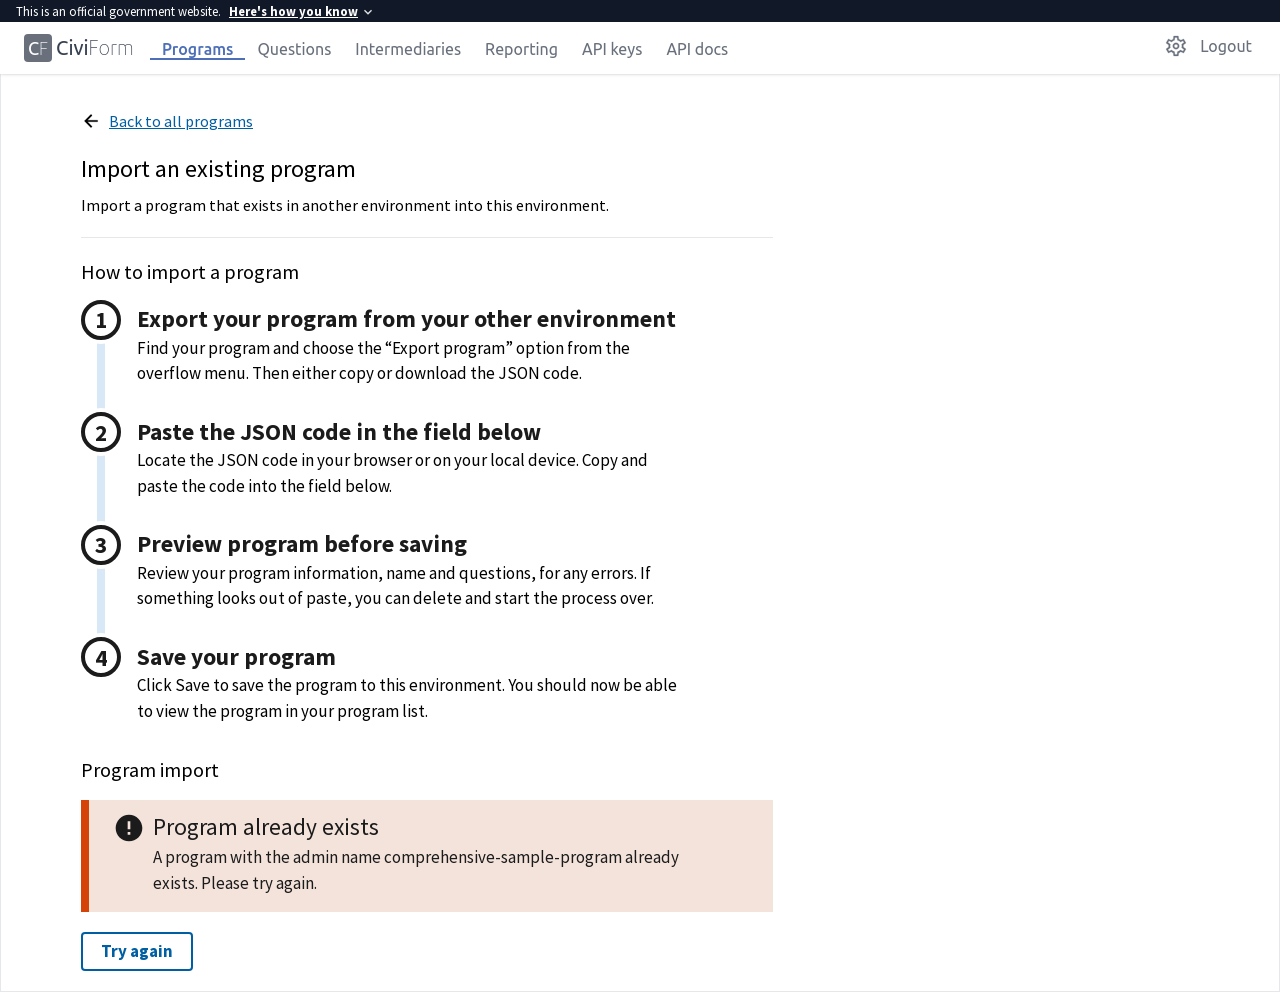 This is an official government website. Here's how you know
CF CiviForm Programs Questions Intermediaries Reporting API keys API docs Logout
Back to all programs
Import an existing program
Import a program that exists in another environment into this environment.
How to import a program
1 Export your program from your other environment
Find your program and choose the “Export program” option from the
overflow menu. Then either copy or download the JSON code.
2 Paste the JSON code in the field below
Locate the JSON code in your browser or on your local device. Copy and
paste the code into the field below.
3 Preview program before saving
Review your program information, name and questions, for any errors. If
something looks out of paste, you can delete and start the process over.
4 Save your program
Click Save to save the program to this environment. You should now be able
to view the program in your program list.
Program import
Program already exists
A program with the admin name comprehensive-sample-program already
exists. Please try again.
Try again